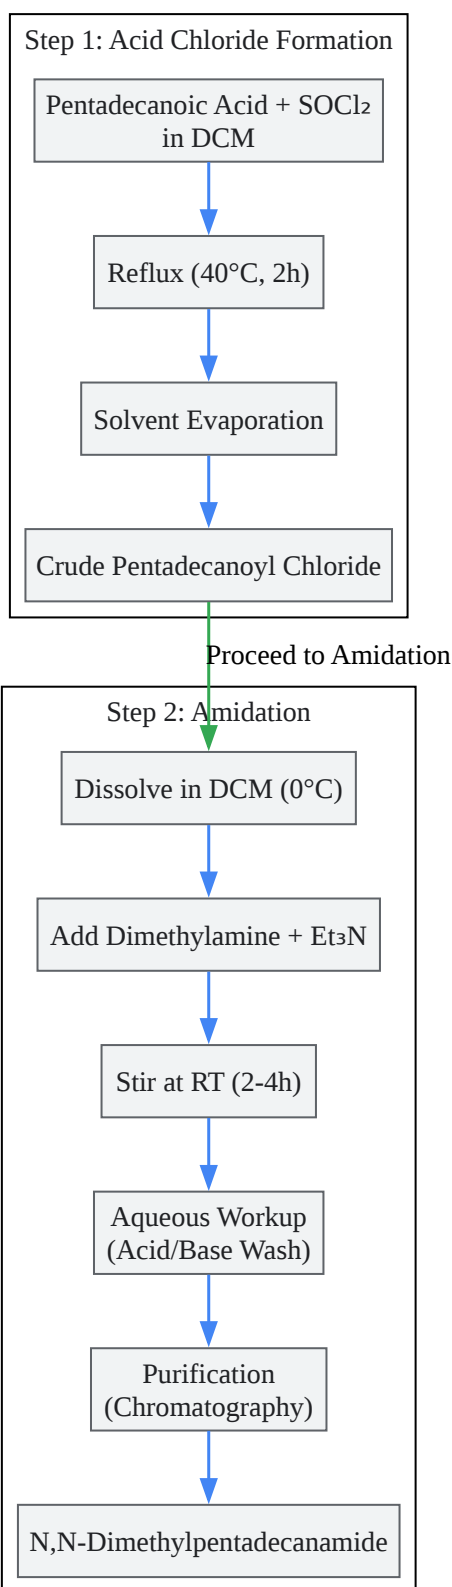 Step 1: Acid Chloride Formation
Pentadecanoic Acid + SOCl₂
in DCM
Reflux (40°C, 2h)
Solvent Evaporation
Crude Pentadecanoyl Chloride
Proceed to Amidation
Step 2: Amidation
Dissolve in DCM (0°C)
Add Dimethylamine + Et₃N
Stir at RT (2-4h)
Aqueous Workup
(Acid/Base Wash)
Purification
(Chromatography)
N,N-Dimethylpentadecanamide